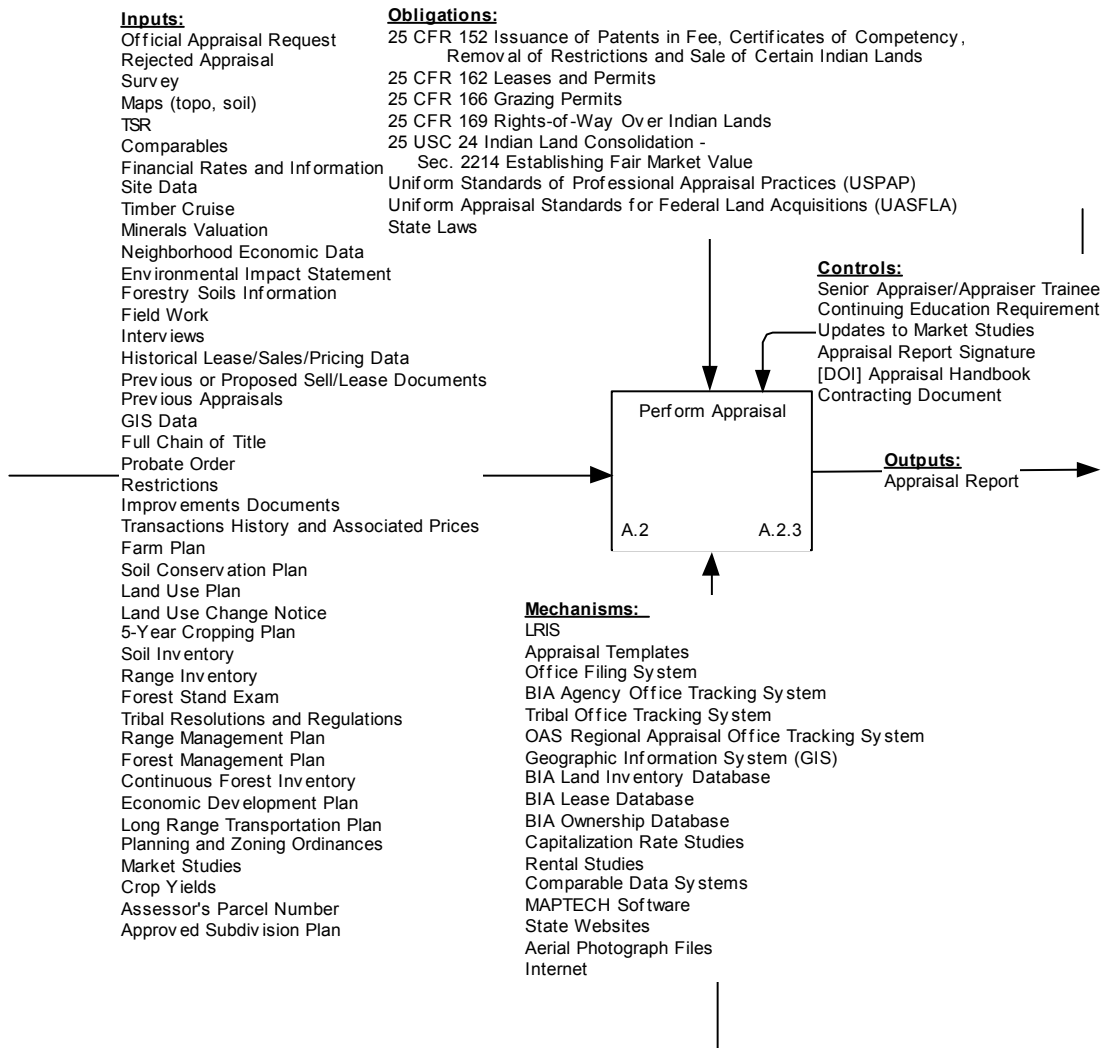 Inputs:
Official Appraisal Request
Rejected Appraisal
Survey
Maps (topo, soil)
TSR
Comparables
Financial Rates and Information
Site Data
Timber Cruise
Minerals Valuation
Neighborhood Economic Data
Environmental Impact Statement
Forestry Soils Information
Field Work
Interviews
Historical Lease/Sales/Pricing Data
Previous or Proposed Sell/Lease Documents
Previous Appraisals
GIS Data
Full Chain of Title
Probate Order
Restrictions
Improvements Documents
Transactions History and Associated Prices
Farm Plan
Soil Conservation Plan
Land Use Plan
Land Use Change Notice
5-Year Cropping Plan
Soil Inventory
Range Inventory
Forest Stand Exam
Tribal Resolutions and Regulations
Range Management Plan
Forest Management Plan
Continuous Forest Inventory
Economic Development Plan
Long Range Transportation Plan
Planning and Zoning Ordinances
Market Studies
Crop Yields
Assessor's Parcel Number
Approved Subdivision Plan
Obligations:
25 CFR 152 Issuance of Patents in Fee, Certificates of Competency,
Removal of Restrictions and Sale of Certain Indian Lands
25 CFR 162 Leases and Permits
25 CFR 166 Grazing Permits
25 CFR 169 Rights-of-Way Over Indian Lands
25 USC 24 Indian Land Consolidation -
Sec. 2214 Establishing Fair Market Value
Uniform Standards of Professional Appraisal Practices (USPAP)
Uniform Appraisal Standards for Federal Land Acquisitions (UASFLA)
State Laws
Controls:
Senior Appraiser/Appraiser Trainee
Continuing Education Requirement
Updates to Market Studies
Appraisal Report Signature
[DOI] Appraisal Handbook
Contracting Document
Perform Appraisal
A.2 A.2.3
Outputs:
Appraisal Report
Mechanisms:
LRIS
Appraisal Templates
Office Filing System
BIA Agency Office Tracking System
Tribal Office Tracking System
OAS Regional Appraisal Office Tracking System
Geographic Information System (GIS)
BIA Land Inventory Database
BIA Lease Database
BIA Ownership Database
Capitalization Rate Studies
Rental Studies
Comparable Data Systems
MAPTECH Software
State Websites
Aerial Photograph Files
Internet